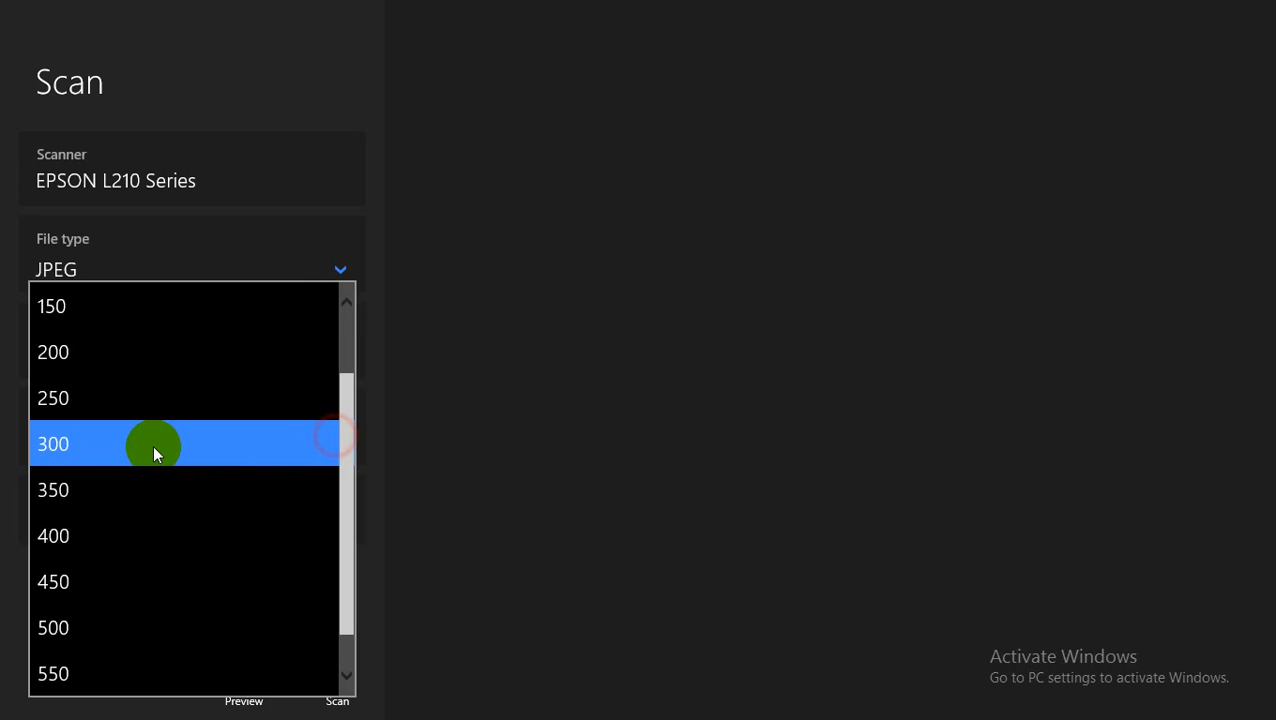 Scan
Scanner
EPSON L210 Series
File type
JPEG
150
200
250
300
350
400
450
500
550
Preview
Scan
Activate Windows
Go to PC settings to activate Windows.